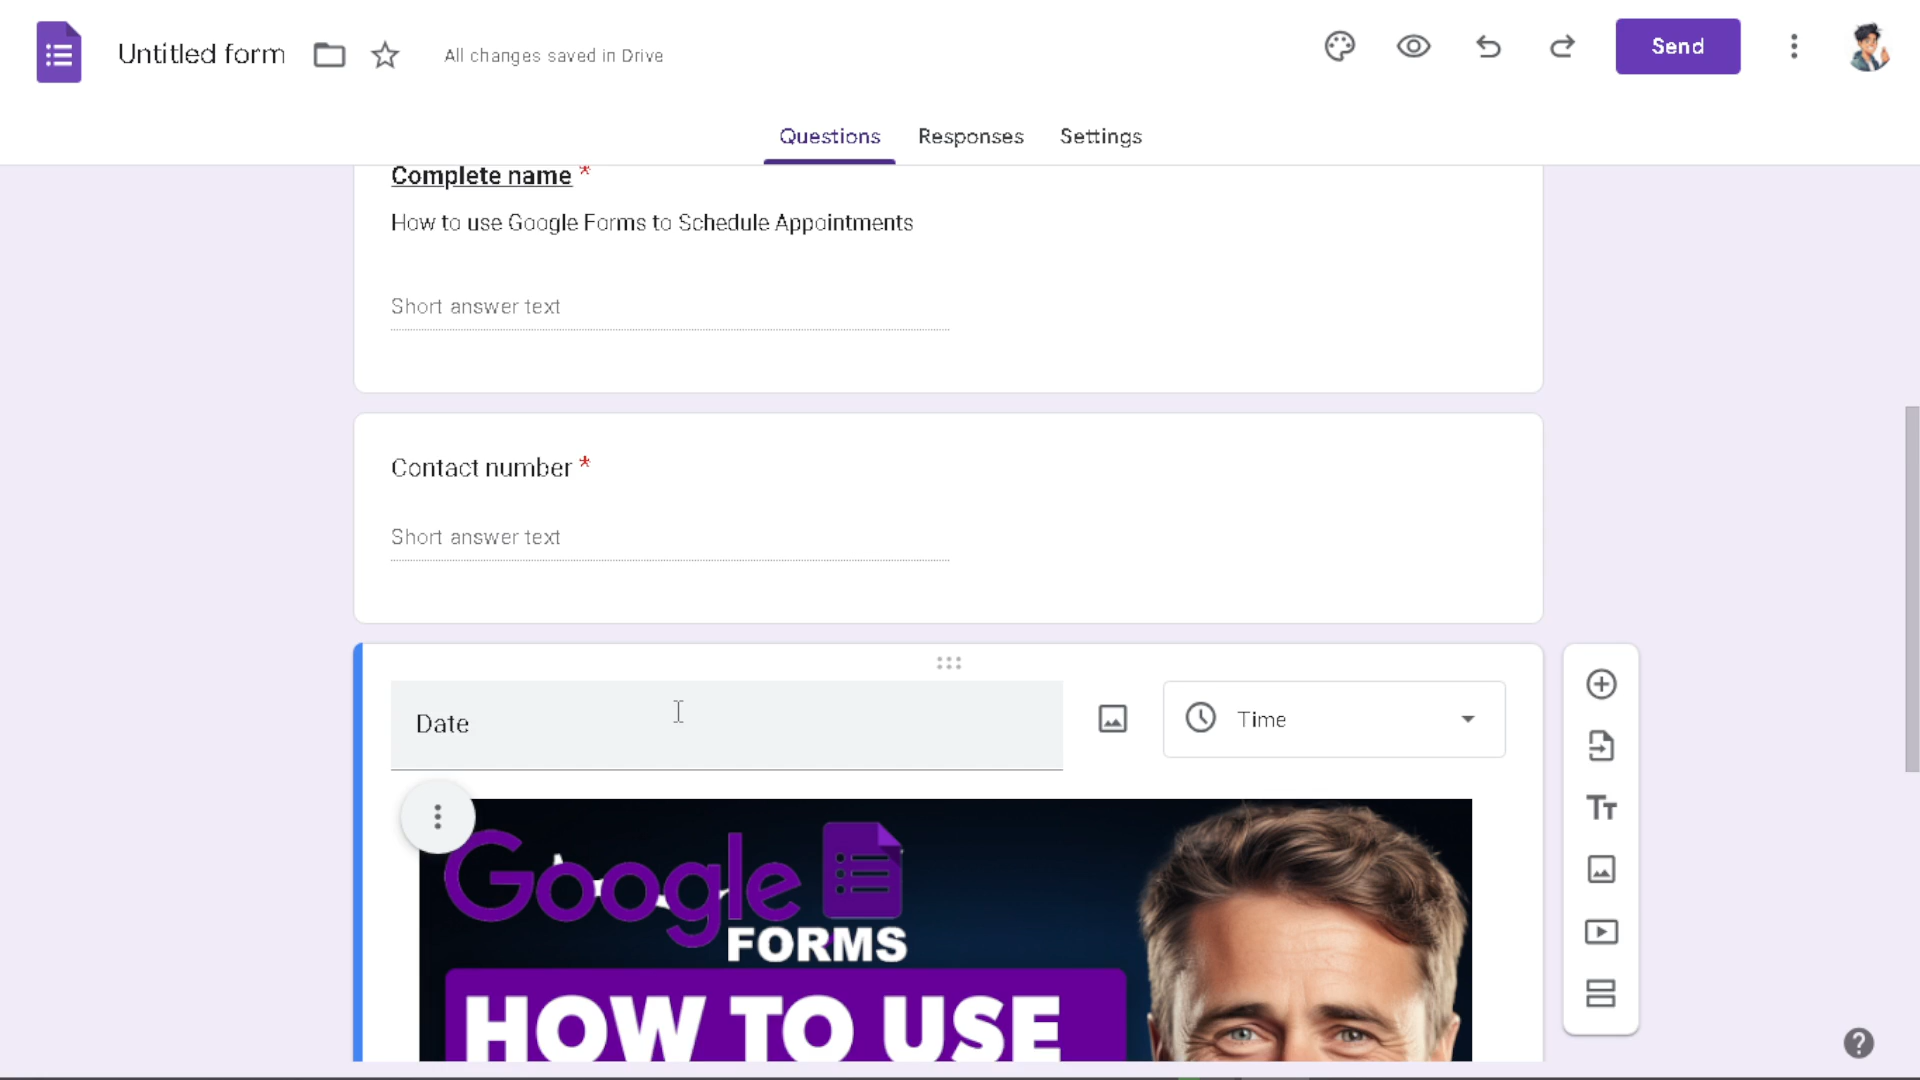 Untitled form
All changes saved in Drive
Send
Questions
Responses
Settings
Complete name *
How to use Google Forms to Schedule Appointments
Short answer text
Contact number *
Short answer text
Date
Time
Google
FORMS
HOW TO USE